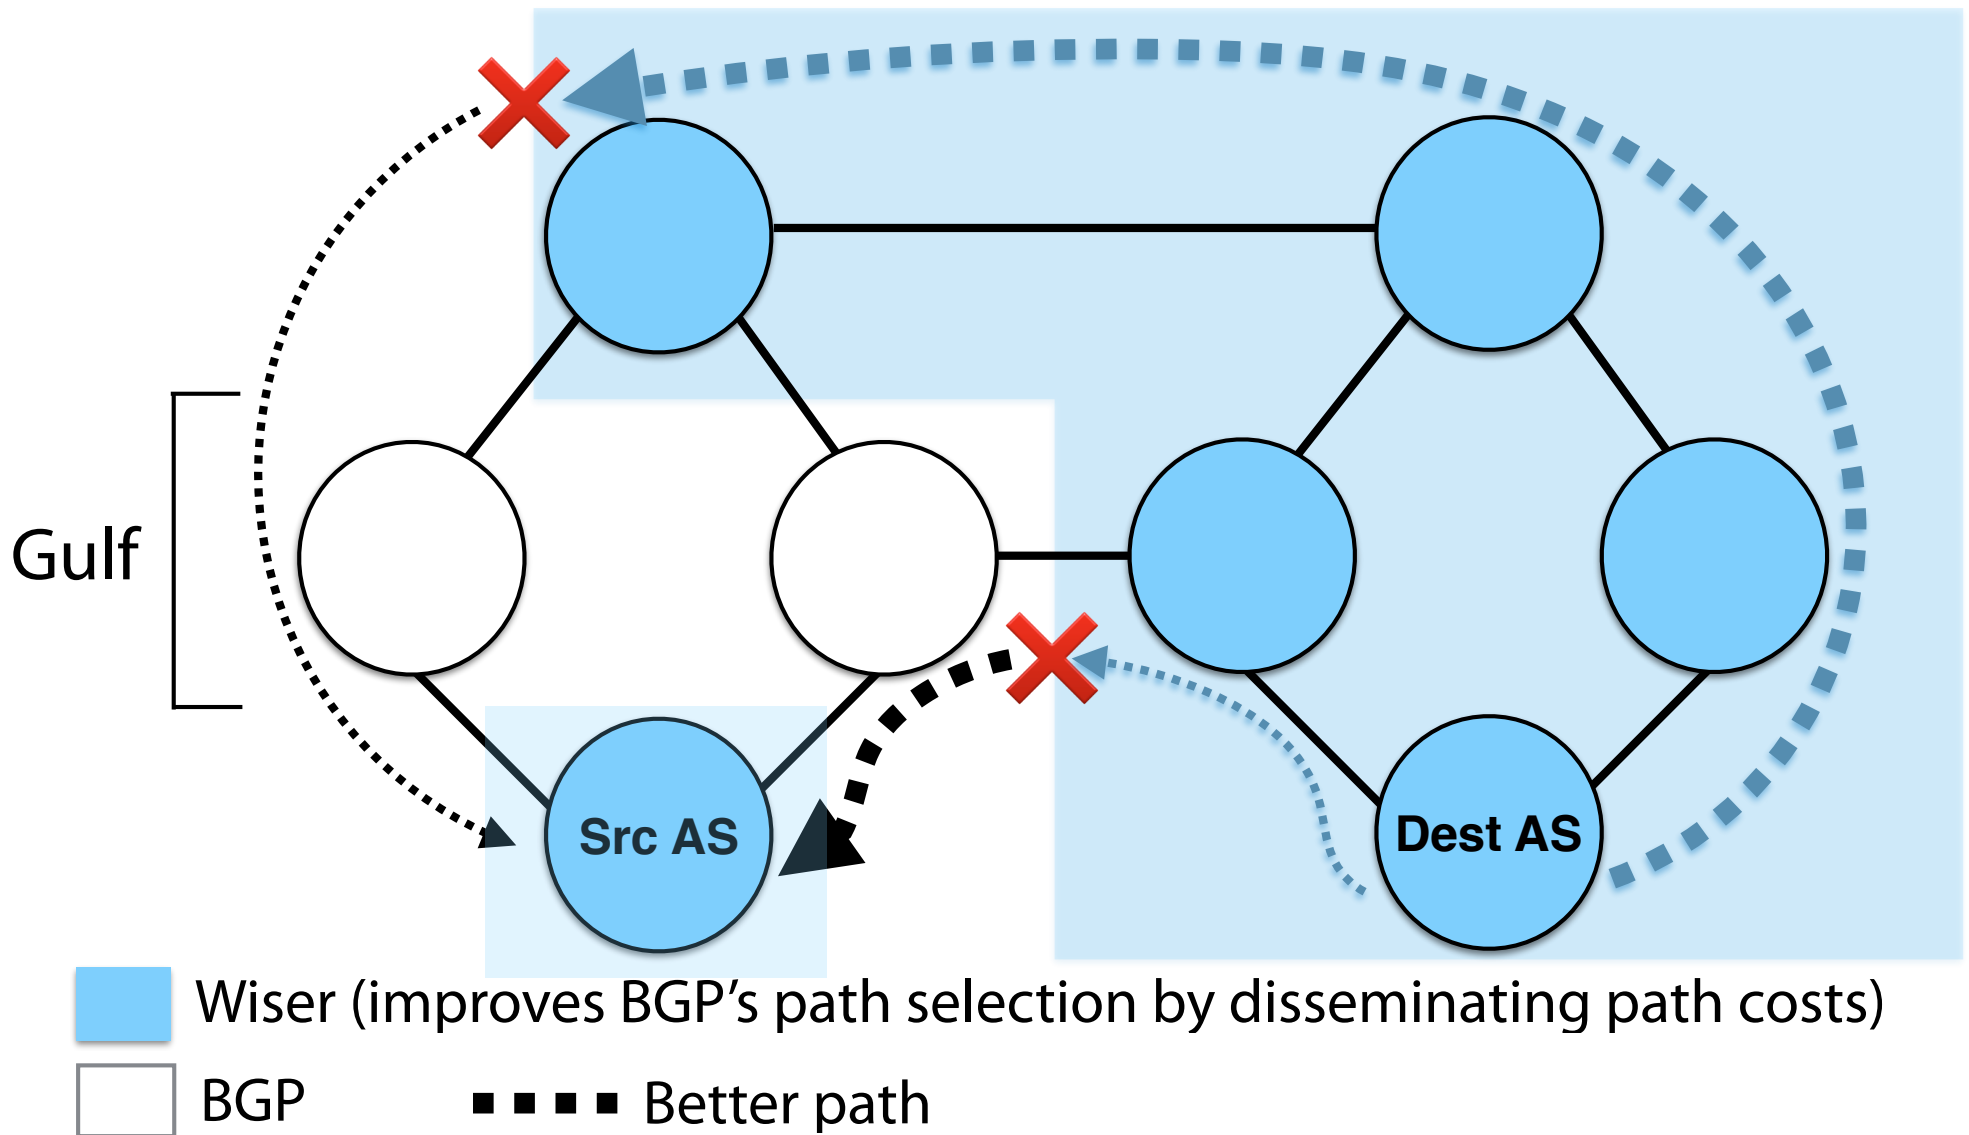 Gulf
Src AS
Dest AS
Wiser (improves BGP’s path selection by disseminating path costs)
BGP
Better path